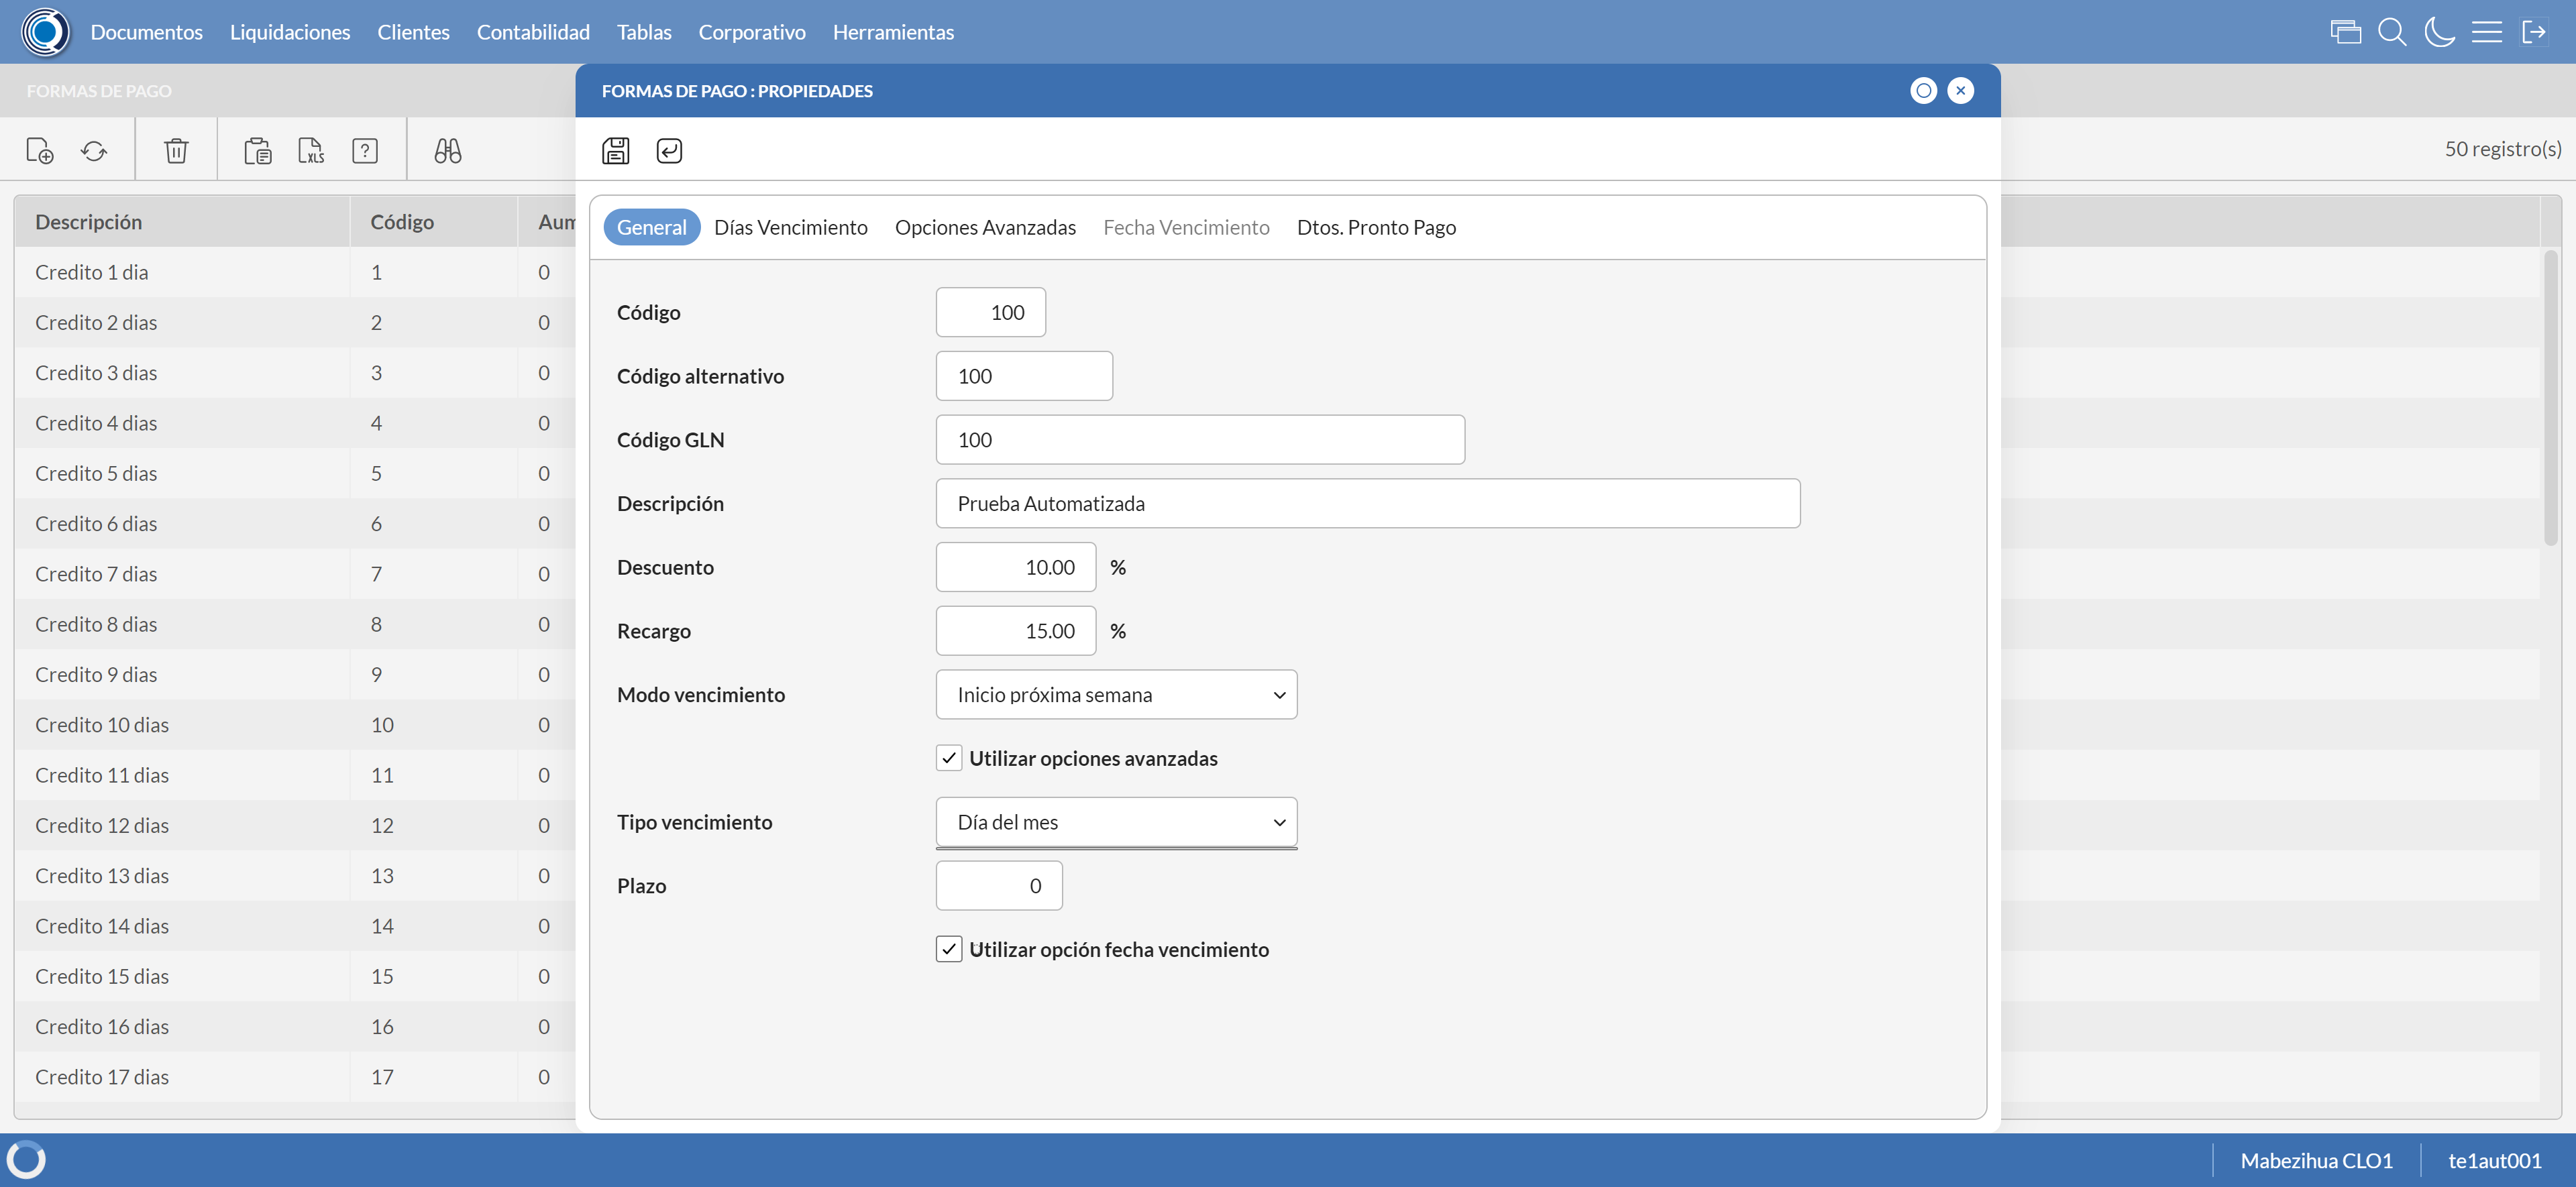 Documentos Liquidaciones Clientes Contabilidad Tablas Corporativo Herramientas
FORMAS DE PAGO
FORMAS DE PAGO : PROPIEDADES
XLS ?
50 registro(s)
Descripción Código Aum
Credito 1 dia 1 0
Credito 2 dias 2 0
Credito 3 dias 3 0
Credito 4 dias 4 0
Credito 5 dias 5 0
Credito 6 dias 6 0
Credito 7 dias 7 0
Credito 8 dias 8 0
Credito 9 dias 9 0
Credito 10 dias 10 0
Credito 11 dias 11 0
Credito 12 dias 12 0
Credito 13 dias 13 0
Credito 14 dias 14 0
Credito 15 dias 15 0
Credito 16 dias 16 0
Credito 17 dias 17 0
General Días Vencimiento Opciones Avanzadas Fecha Vencimiento Dtos. Pronto Pago
Código 100
Código alternativo 100
Código GLN 100
Descripción Prueba Automatizada
Descuento 10.00 %
Recargo 15.00 %
Modo vencimiento Inicio próxima semana
Utilizar opciones avanzadas
Tipo vencimiento Día del mes
Plazo 0
Utilizar opción fecha vencimiento
Mabezihua CLO1 te1aut001